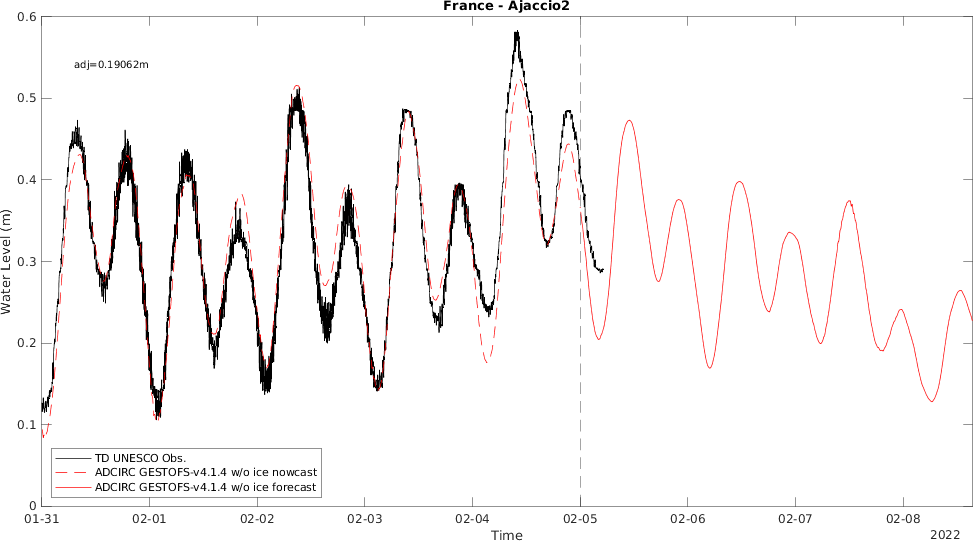 France - Ajaccio2
adj=0.19062m
0.6
0.5
0.4
0.3
0.2
0.1
0
Water Level (m)
TD UNESCO Obs.
ADCIRC GESTOFS-v4.1.4 w/o ice nowcast
ADCIRC GESTOFS-v4.1.4 w/o ice forecast
01-31 02-01 02-02 02-03 02-04 02-05 02-06 02-07 02-08
Time
2022